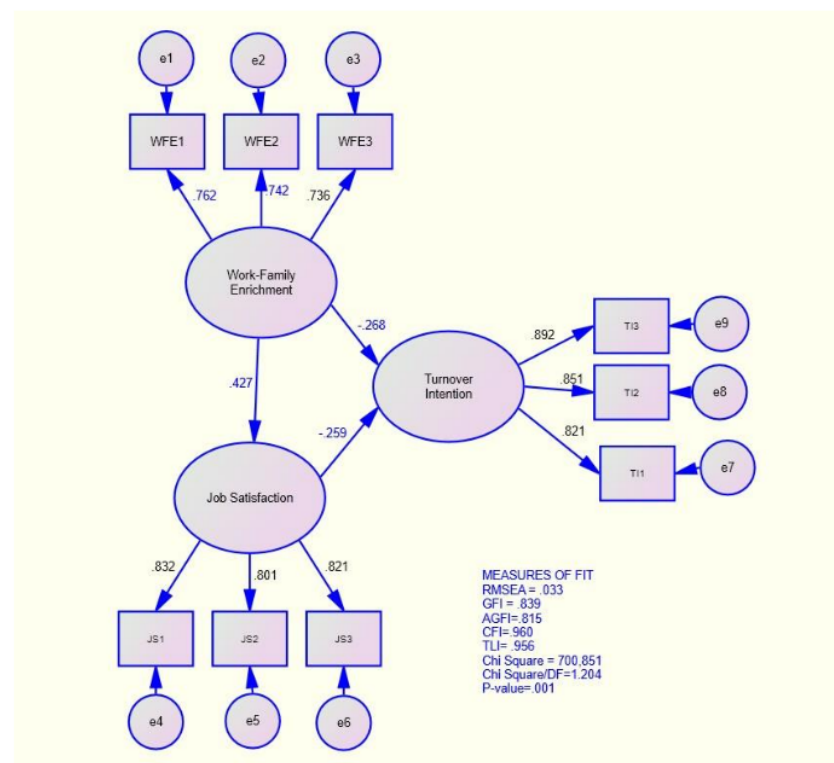 e1
e2
e3
WFE1
WFE2
WFE3
.762
.742
.736
Work-Family
Enrichment
-.268
.892
TI3
e9
.427
Turnover
Intention
.851
TI2
e8
-.259
.821
TI1
e7
Job Satisfaction
.832
.801
.821
JS1
JS2
JS3
e4
e5
e6
MEASURES OF FIT
RMSEA = .033
GFI = .839
AGFI=.815
CFI=.960
TLI= .956
Chi Square = 700,851
Chi Square/DF=1.204
P-value=.001